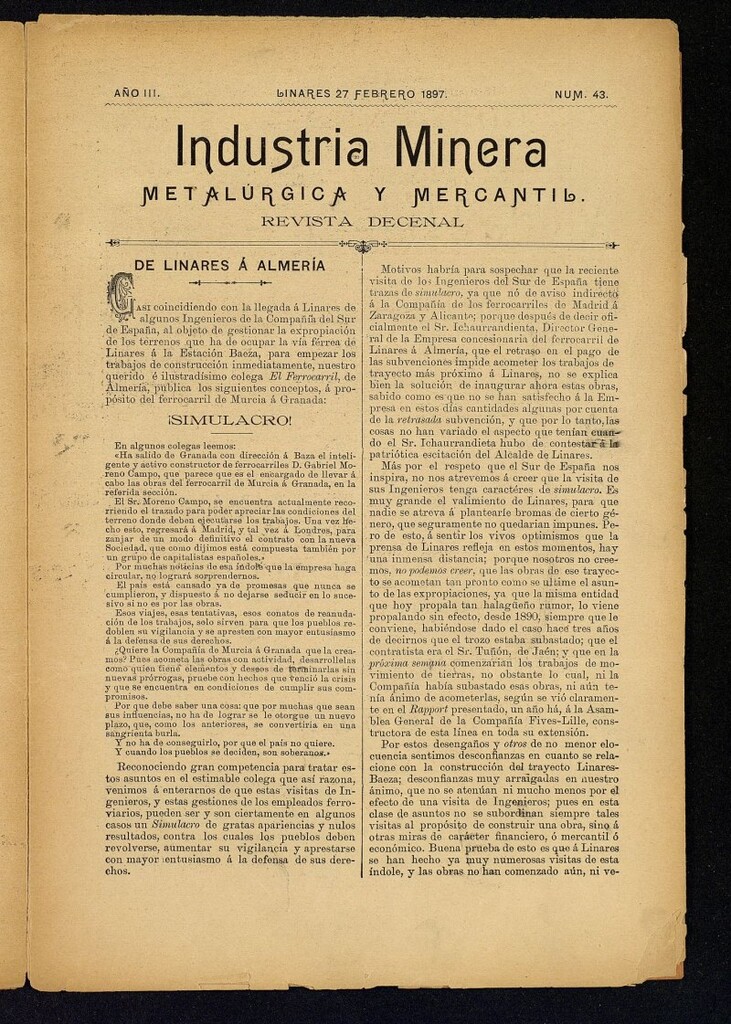 AÑO III.
LINARES 27 FEBRERO 1897.
NUM. 43.
Industria Minera
METALÚRGICA Y MERCANTIL.
REVISTA DECENAL
DE LINARES Á ALMERÍA
CASI coincidiendo con la llegada á Linares de
algunos Ingenieros de la Compañía del Sur
de España, al objeto de gestionar la expropiación
de los terrenos que ha de ocupar la vía férrea de
Linares á la Estación Baeza, para empezar los
trabajos de construcción inmediatamente, nuestro
querido é ilustradísimo colega El Ferrocarril, de
Almería, publica los siguientes conceptos, á pro-
pósito del ferrocarril de Murcia á Granada:
¡SIMULACRO!
En algunos colegas leemos:
«Ha salido de Granada con dirección á Baza el inteli-
gente y activo constructor de ferrocarriles D. Gabriel Mo-
reno Campo, que parece que es el encargado de llevar á
cabo las obras del ferrocarril de Murcia á Granada, en la
referida sección.
El Sr. Moreno Campo, se encuentra actualmente recor-
riendo el trazado para poder apreciar las condiciones del
terreno donde deben ejecutarse los trabajos. Una vez he-
cho esto, regresará á Madrid, y tal vez á Londres, para
zanjar de un modo definitivo el contrato con la nueva
Sociedad, que como dijimos está compuesta también por
un grupo de capitalistas españoles.»
Por muchas noticias de esa índole que la empresa haga
circular, no logrará sorprendernos.
El país está cansado ya de promesas que nunca se
cumplieron, y dispuesto á no dejarse seducir en lo suce-
sivo si no es por las obras.
Esos viajes, esas tentativas, esos conatos de reanuda-
ción de los trabajos, solo sirven para que los pueblos re-
doblen su vigilancia y se apresten con mayor entusiasmo
á la defensa de sus derechos.
¿Quiere la Compañía de Murcia á Granada que la crea-
mos? Pues acometa las obras con actividad, desarróllelas
como quien tiene elementos y deseos de terminarlas sin
nuevas prórrogas, pruebe con hechos que venció la crisis
y que se encuentra en condiciones de cumplir sus com-
promisos.
Por que debe saber una cosa: que por muchas que sean
sus influencias, no ha de lograr se le otorgue un nuevo
plazo, que, como los anteriores, se convertiría en una
sangrienta burla.
Y no ha de conseguirlo, por que el país no quiere.
Y cuando los pueblos se deciden, son soberanos.»
Reconociendo gran competencia para tratar es-
tos asuntos en el estimable colega que así razona,
venimos á enterarnos de que estas visitas de In-
genieros, y estas gestiones de los empleados ferro-
viarios, pueden ser y son ciertamente en algunos
casos un Simulacro de gratas apariencias y nulos
resultados, contra los cuales los pueblos deben
revolverse, aumentar su vigilancia y aprestarse
con mayor entusiasmo á la defensa de sus dere-
chos.
Motivos habría para sospechar que la reciente
visita de los Ingenieros del Sur de España tiene
trazas de simulacro, ya que nó de aviso indirecto
á la Compañía de los ferrocarriles de Madrid á
Zaragoza y Alicante; porque después de decir ofi-
cialmente el Sr. Ichaurrandienta, Director Gene-
ral de la Empresa concesionaria del ferrocarril de
Linares á Almería, que el retraso en el pago de
las subvenciones impide acometer los trabajos de
trayecto más próximo á Linares, no se explica
bien la solución de inaugurar ahora estas obras,
sabido como es que no se han satisfecho á la Em-
presa en estos días cantidades algunas por cuenta
de la retrasada subvención, y que por lo tanto, las
cosas no han variado el aspecto que tenían cuan-
do el Sr. Ichaurrandieta hubo de contestar á la
patriótica escitación del Alcalde de Linares.
Más por el respeto que el Sur de España nos
inspira, no nos atrevemos á creer que la visita de
sus Ingenieros tenga caractéres de simulacro. Es
muy grande el valimiento de Linares, para que
nadie se atreva á plantearle bromas de cierto gé-
nero, que seguramente no quedarían impunes. Pe-
ro de esto, á sentir los vivos optimismos que la
prensa de Linares refleja en estos momentos, hay
una inmensa distancia; porque nosotros no cree-
mos, no podemos creer, que las obras de ese trayec-
to se acometan tan pronto como se ultime el asun-
to de las expropiaciones, ya que la misma entidad
que hoy propala tan halagüeño rumor, lo viene
propalando sin efecto, desde 1890, siempre que le
conviene, habiéndose dado el caso hace tres años
de decirnos que el trozo estaba subastado; que el
contratista era el Sr. Tuñón, de Jaén; y que en la
próxima semana comenzarían los trabajos de mo-
vimiento de tierras, no obstante lo cual, ni la
Compañía había subastado esas obras, ni aún te-
nía ánimo de acometerlas, según se vió claramen-
te en el Rapport presentado, un año há, á la Asam-
blea General de la Compañía Fives-Lille, cons-
tructora de esta línea en toda su extensión.
Por estos desengaños y otros de no menor elo-
cuencia sentimos desconfianzas en cuanto se rela-
cione con la construcción del trayecto Linares-
Baeza; desconfianzas muy arraigadas en nuestro
ánimo, que no se atenúan ni mucho menos por el
efecto de una visita de Ingenieros; pues en esta
clase de asuntos no se subordinan siempre tales
visitas al propósito de construir una obra, sino á
otras miras de carácter financiero, ó mercantil ó
económico. Buena prueba de esto es que á Linares
se han hecho ya muy numerosas visitas de esta
índole, y las obras no han comenzado aún, ni ve-